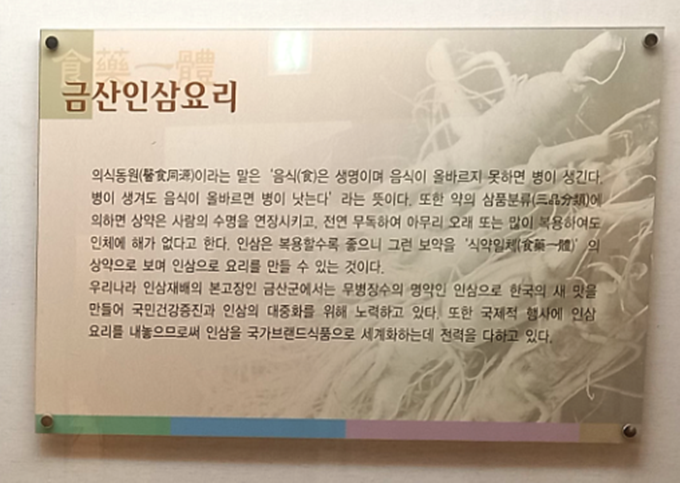 食藥一體
금산인삼요리
의식동원(醫食同源)이라는 말은 '음식(食)은 생명이며 음식이 올바르지 못하면 병이 생긴다.
병이 생겨도 음식이 올바르면 병이 낫는다' 라는 뜻이다. 또한 약의 삼품분류(三品分類)에
의하면 상약은 사람의 수명을 연장시키고, 전연 무독하여 아무리 오래 또는 많이 복용하여도
인체에 해가 없다고 한다. 인삼은 복용할수록 좋으니 그런 보약을 '식약일체(食藥一體)' 의
상약으로 보며 인삼으로 요리를 만들 수 있는 것이다.
우리나라 인삼재배의 본고장인 금산군에서는 무병장수의 명약인 인삼으로 한국의 새 맛을
만들어 국민건강증진과 인삼의 대중화를 위해 노력하고 있다. 또한 국제적 행사에 인삼
요리를 내놓으므로써 인삼을 국가브랜드식품으로 세계화하는데 전력을 다하고 있다.